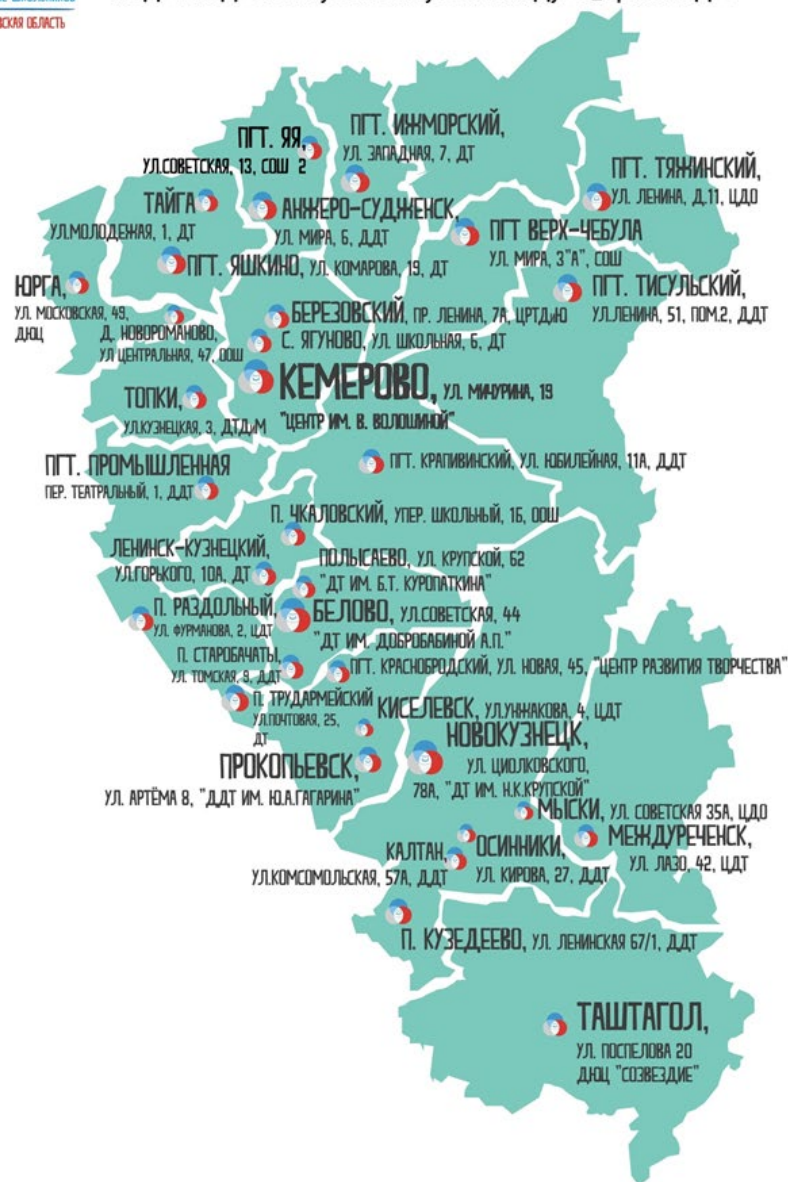 ВСКАЯ ОБЛАСТЬ
ПГТ. ЯЯ,
УЛ.СОВЕТСКАЯ, 13, СОШ 2
ПГТ. ИЖМОРСКИЙ,
УЛ. ЗАПАДНАЯ, 7, ДТ
ПГТ. ТЯЖИНСКИЙ,
УЛ. ЛЕНИНА, Д.11, ЦДО
ТАЙГА
УЛ.МОЛОДЕЖАЯ, 1, ДТ
АНЖЕРО-СУДЖЕНСК,
УЛ. МИРА, 6, ДДТ
ПГТ ВЕРХ-ЧЕБУЛА
УЛ. МИРА, 3"А", СОШ
ПГТ. ЯШКИНО, УЛ. КОМАРОВА, 19, ДТ
ЮРГА,
УЛ. МОСКОВСКАЯ, 49,
ДЮЦ
ПГТ. ТИСУЛЬСКИЙ,
УЛ.ЛЕНИНА, 51, ПОМ.2, ДДТ
Д. НОВОРОМАНОВО,
УЛ ЦЕНТРАЛЬНАЯ, 47, ООШ
БЕРЕЗОВСКИЙ, ПР. ЛЕНИНА, 7А, ЦРТДиЮ
С. ЯГУНОВО, УЛ. ШКОЛЬНАЯ, 6, ДТ
КЕМЕРОВО, УЛ. МИЧУРИНА, 19
"ЦЕНТР ИМ. В. ВОЛОШИНОЙ"
ТОПКИ,
УЛ.КУЗНЕЦКАЯ, 3, ДТДиМ
ПГТ. ПРОМЫШЛЕННАЯ
ПЕР. ТЕАТРАЛЬНЫЙ, 1, ДДТ
ПГТ. КРАПИВИНСКИЙ, УЛ. ЮБИЛЕЙНАЯ, 11А, ДДТ
П. ЧКАЛОВСКИЙ, УПЕР. ШКОЛЬНЫЙ, 1Б, ООШ
ЛЕНИНСК-КУЗНЕЦКИЙ,
УЛ.ГОРЬКОГО, 10А, ДТ
ПОЛЫСАЕВО, УЛ. КРУПСКОЙ, 62
"ДТ ИМ. Б.Т. КУРОПАТКИНА"
П. РАЗДОЛЬНЫЙ,
УЛ. ФУРМАНОВА, 2, ЦДТ
БЕЛОВО, УЛ.СОВЕТСКАЯ, 44
"ДТ ИМ. ДОБРОБАБИНОЙ А.П."
П. СТАРОБАЧАТЫ,
УЛ. ТОМСКАЯ, 9, ДДТ
ПГТ. КРАСНОБРОДСКИЙ, УЛ. НОВАЯ, 45, "ЦЕНТР РАЗВИТИЯ ТВОРЧЕСТВА"
П. ТРУДАРМЕЙСКИЙ
УЛ.ПОЧТОВАЯ, 25,
ДТ
КИСЕЛЕВСК, УЛ.УНЖАКОВА, 4, ЦДТ
НОВОКУЗНЕЦК,
УЛ. ЦИОЛКОВСКОГО,
78А, "ДТ ИМ. Н.К.КРУПСКОЙ"
ПРОКОПЬЕВСК,
УЛ. АРТЁМА 8, "ДДТ ИМ. Ю.А.ГАГАРИНА"
МЫСКИ, УЛ. СОВЕТСКАЯ 35А, ЦДО
МЕЖДУРЕЧЕНСК,
УЛ. ЛАЗО, 42, ЦДТ
КАЛТАН,
УЛ.КОМСОМОЛЬСКАЯ, 57А, ДДТ
ОСИННИКИ,
УЛ. КИРОВА, 27, ДДТ
П. КУЗЕДЕЕВО, УЛ. ЛЕНИНСКАЯ 67/1, ДДТ
ТАШТАГОЛ,
УЛ. ПОСПЕЛОВА 20
ДЮЦ "СОЗВЕЗДИЕ"